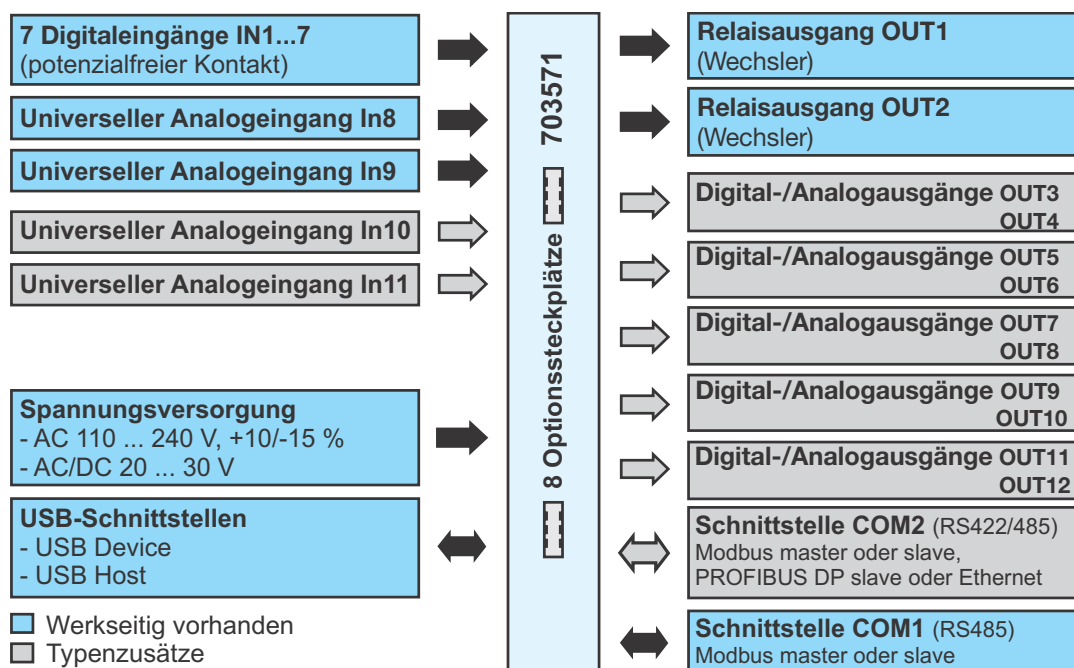 7 Digitaleingänge IN1...7
(potenzialfreier Kontakt)
Universeller Analogeingang In8
Universeller Analogeingang In9
Universeller Analogeingang In10
Universeller Analogeingang In11
Spannungsversorgung
- AC 110 ... 240 V, +10/-15 %
- AC/DC 20 ... 30 V
USB-Schnittstellen
- USB Device
- USB Host
Werkseitig vorhanden
Typenzusätze
8 Optionssteckplätze 703571
Relaisausgang OUT1
(Wechsler)
Relaisausgang OUT2
(Wechsler)
Digital-/Analogausgänge OUT3
OUT4
Digital-/Analogausgänge OUT5
OUT6
Digital-/Analogausgänge OUT7
OUT8
Digital-/Analogausgänge OUT9
OUT10
Digital-/Analogausgänge OUT11
OUT12
Schnittstelle COM2 (RS422/485)
Modbus master oder slave,
PROFIBUS DP slave oder Ethernet
Schnittstelle COM1 (RS485)
Modbus master oder slave